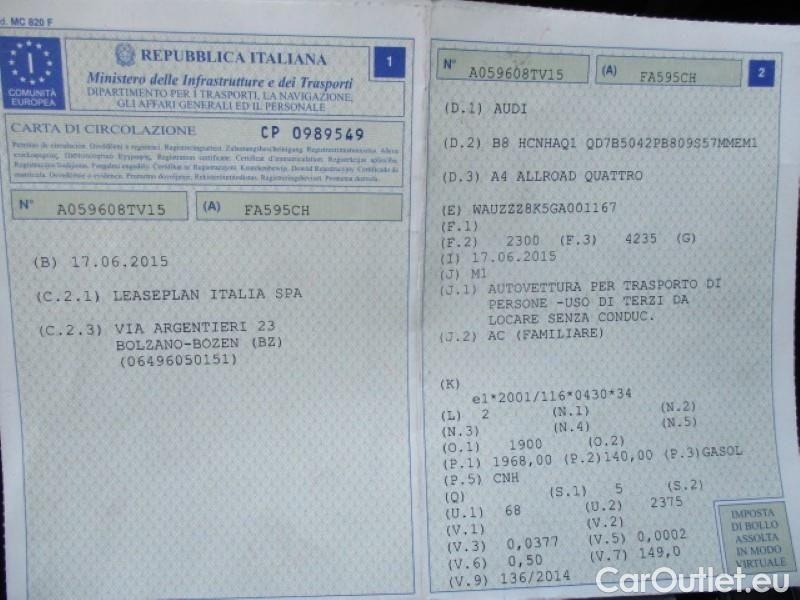 d. MC 820 F
COMUNITÀ
EUROPEA
I
REPUBBLICA ITALIANA
1
Ministero delle Infrastrutture e dei Trasporti
DIPARTIMENTO PER I TRASPORTI, LA NAVIGAZIONE,
GLI AFFARI GENERALI ED IL PERSONALE
CARTA DI CIRCOLAZIONE CP 0989549
N° A059608TV15 (A) FA595CH
(B) 17.06.2015
(C.2.1) LEASEPLAN ITALIA SPA
(C.2.3) VIA ARGENTIERI 23
BOLZANO-BOZEN (BZ)
(06496050151)
N° A059608TV15 (A) FA595CH 2
(D.1) AUDI
(D.2) B8 HCNHAQ1 QD7B5042PB809S57MMEM1
(D.3) A4 ALLROAD QUATTRO
(E) WAUZZZ8K5GA001167
(F.1)
(F.2) 2300 (F.3) 4235 (G)
(I) 17.06.2015
(J) M1
(J.1) AUTOVETTURA PER TRASPORTO DI
PERSONE -USO DI TERZI DA
LOCARE SENZA CONDUC.
(J.2) AC (FAMILIARE)
(K)
e1*2001/116*0430*34
(L) 2 (N.1) (N.2)
(N.3) (N.4) (N.5)
(O.1) 1900 (O.2)
(P.1) 1968,00 (P.2)140,00 (P.3)GASOL
(P.5) CNH
(Q) (S.1) 5 (S.2)
(U.1) 68 (U.2) 2375
(V.1) (V.2)
(V.3) 0,0377 (V.5) 0,0002
(V.6) 0,50 (V.7) 149,0
(V.9) 136/2014
IMPOSTA
DI BOLLO
ASSOLTA
IN MODO
VIRTUALE
CarOutlet.eu